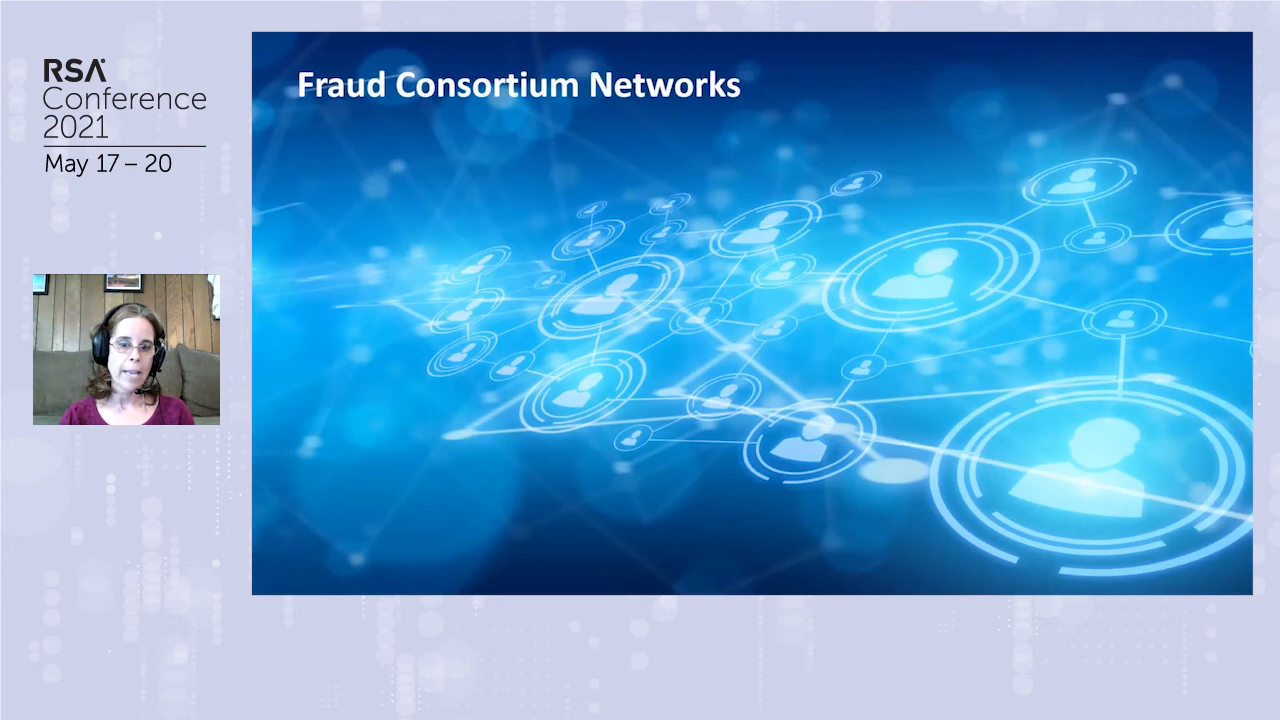 RSA
Conference
2021
May 17 – 20
Fraud Consortium Networks